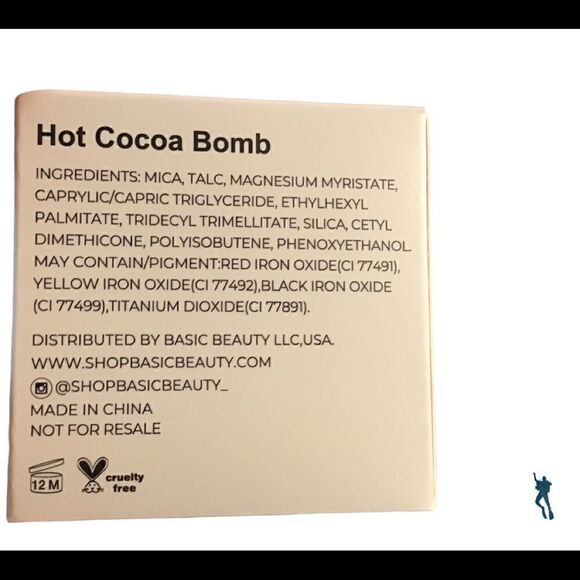 Hot Cocoa Bomb
INGREDIENTS: MICA, TALC, MAGNESIUM MYRISTATE,
CAPRYLIC/CAPRIC TRIGLYCERIDE, ETHYLHEXYL
PALMITATE, TRIDECYL TRIMELLITATE, SILICA, CETYL
DIMETHICONE, POLYISOBUTENE, PHENOXYETHANOL.
MAY CONTAIN/PIGMENT:RED IRON OXIDE(CI 77491),
YELLOW IRON OXIDE(CI 77492),BLACK IRON OXIDE
(CI 77499),TITANIUM DIOXIDE(CI 77891).
DISTRIBUTED BY BASIC BEAUTY LLC,USA.
WWW.SHOPBASICBEAUTY.COM
@SHOPBASICBEAUTY_
MADE IN CHINA
NOT FOR RESALE
12 M
cruelty
free